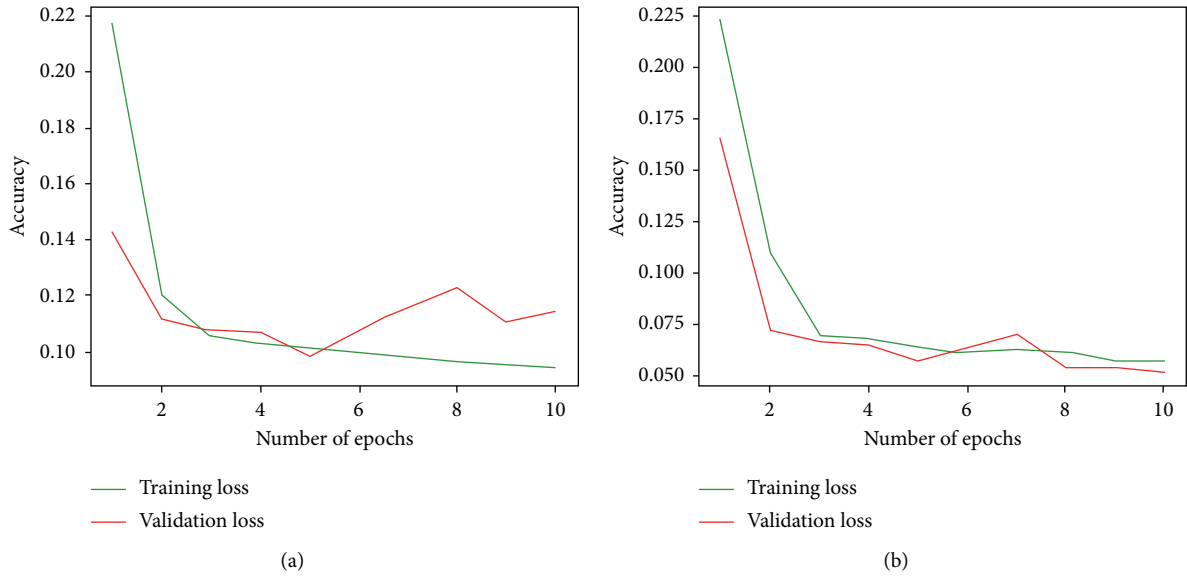 0.22
0.20
0.18
0.16
0.14
0.12
0.10
Accuracy
2 4 6 8 10
Number of epochs
Training loss
Validation loss
(a)
0.225
0.200
0.175
0.150
0.125
0.100
0.075
0.050
Accuracy
2 4 6 8 10
Number of epochs
Training loss
Validation loss
(b)